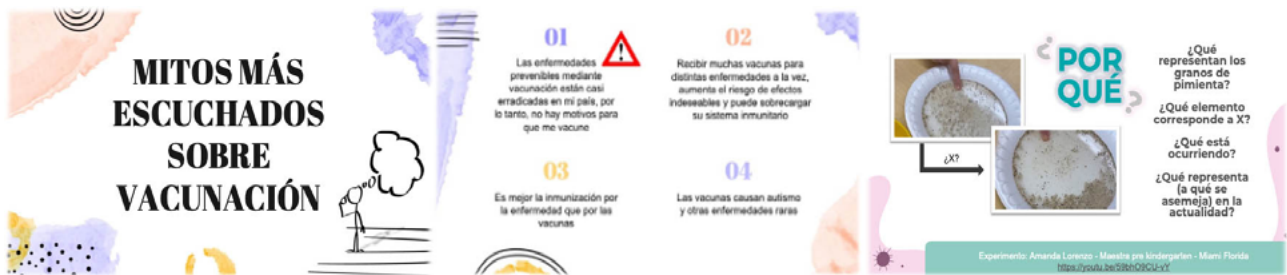 MITOS MÁS
ESCUCHADOS
SOBRE
VACUNACIÓN
01
Las enfermedades
prevenibles mediante
vacunación están casi
erradicadas en mi país, por
lo tanto, no hay motivos para
que me vacune
02
Recibir muchas vacunas para
distintas enfermedades a la vez,
aumenta el riesgo de efectos
indeseables y puede sobrecargar
su sistema inmunitario
03
Es mejor la inmunización por
la enfermedad que por las
vacunas
04
Las vacunas causan autismo
y otras enfermedades raras
¿X?
¿POR
QUÉ?
¿Qué
representan los
granos de
pimienta?
¿Qué elemento
corresponde a X?
¿Qué está
ocurriendo?
¿Qué representa
(a qué se
asemeja) en la
actualidad?
Experimento: Amanda Lorenzo - Maestra pre kindergarten - Miami Florida